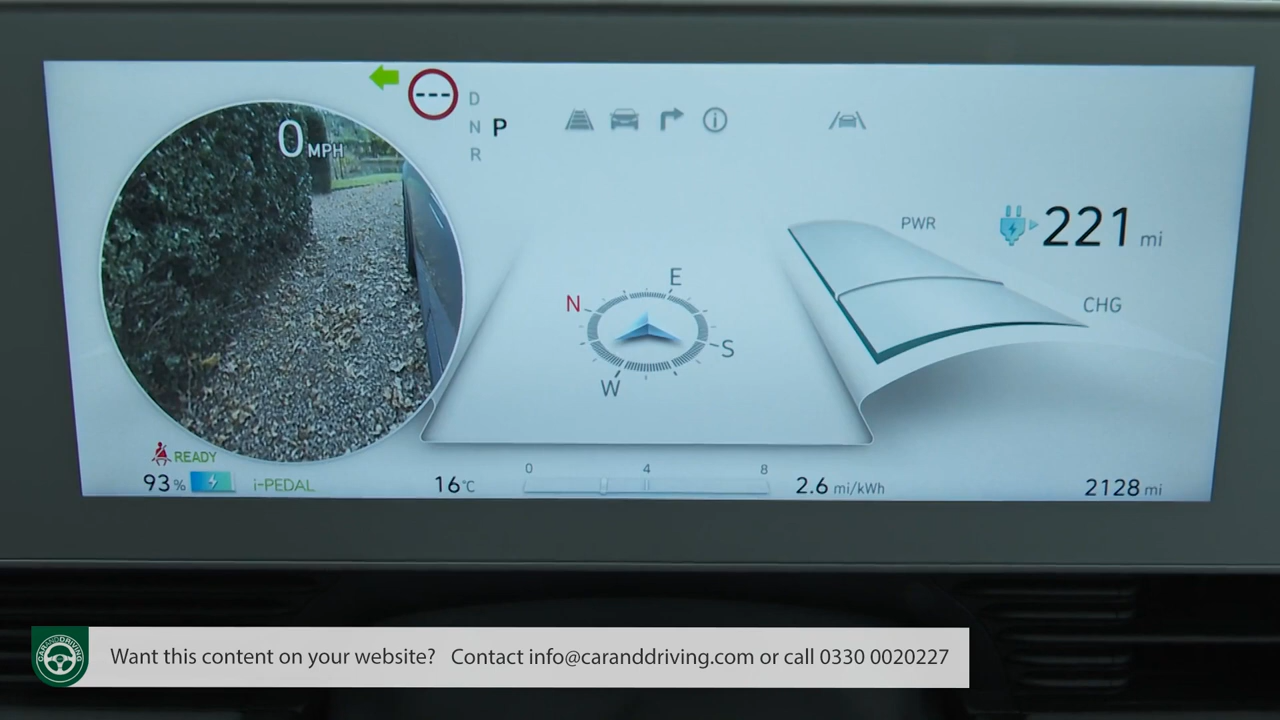 0 MPH
---
D
N P
R
PWR
221 mi
CHG
E
N
S
W
READY
93 %
i-PEDAL
16°C
0 4 8
2.6 mi/kWh
2128 mi
CARANDDRIVING
Want this content on your website? Contact info@caranddriving.com or call 0330 0020227